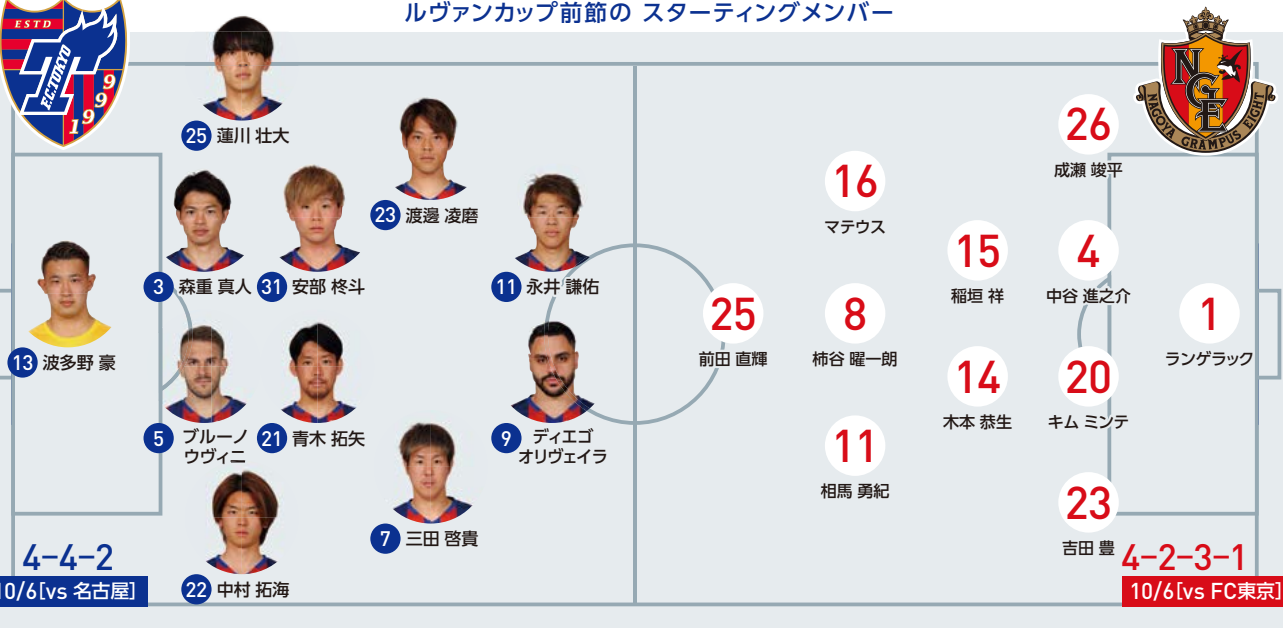 ルヴァンカップ前節の スターティングメンバー
ESTD
F.C.TOKYO
1999
25 蓮川 壮大
23 渡邊 凌磨
3 森重 真人
31 安部 柊斗
11 永井 謙佑
13 波多野 豪
5 ブルーノ
ウヴィニ
21 青木 拓矢
9 ディエゴ
オリヴェイラ
7 三田 啓貴
22 中村 拓海
4-4-2
10/6[vs 名古屋]
NGE
NAGOYA GRAMPUS EIGHT
26
成瀬 竣平
16
マテウス
15
稲垣 祥
4
中谷 進之介
25
前田 直輝
8
柿谷 曜一朗
1
ランゲラック
14
木本 恭生
20
キム ミンテ
11
相馬 勇紀
23
吉田 豊
4-2-3-1
10/6[vs FC東京]